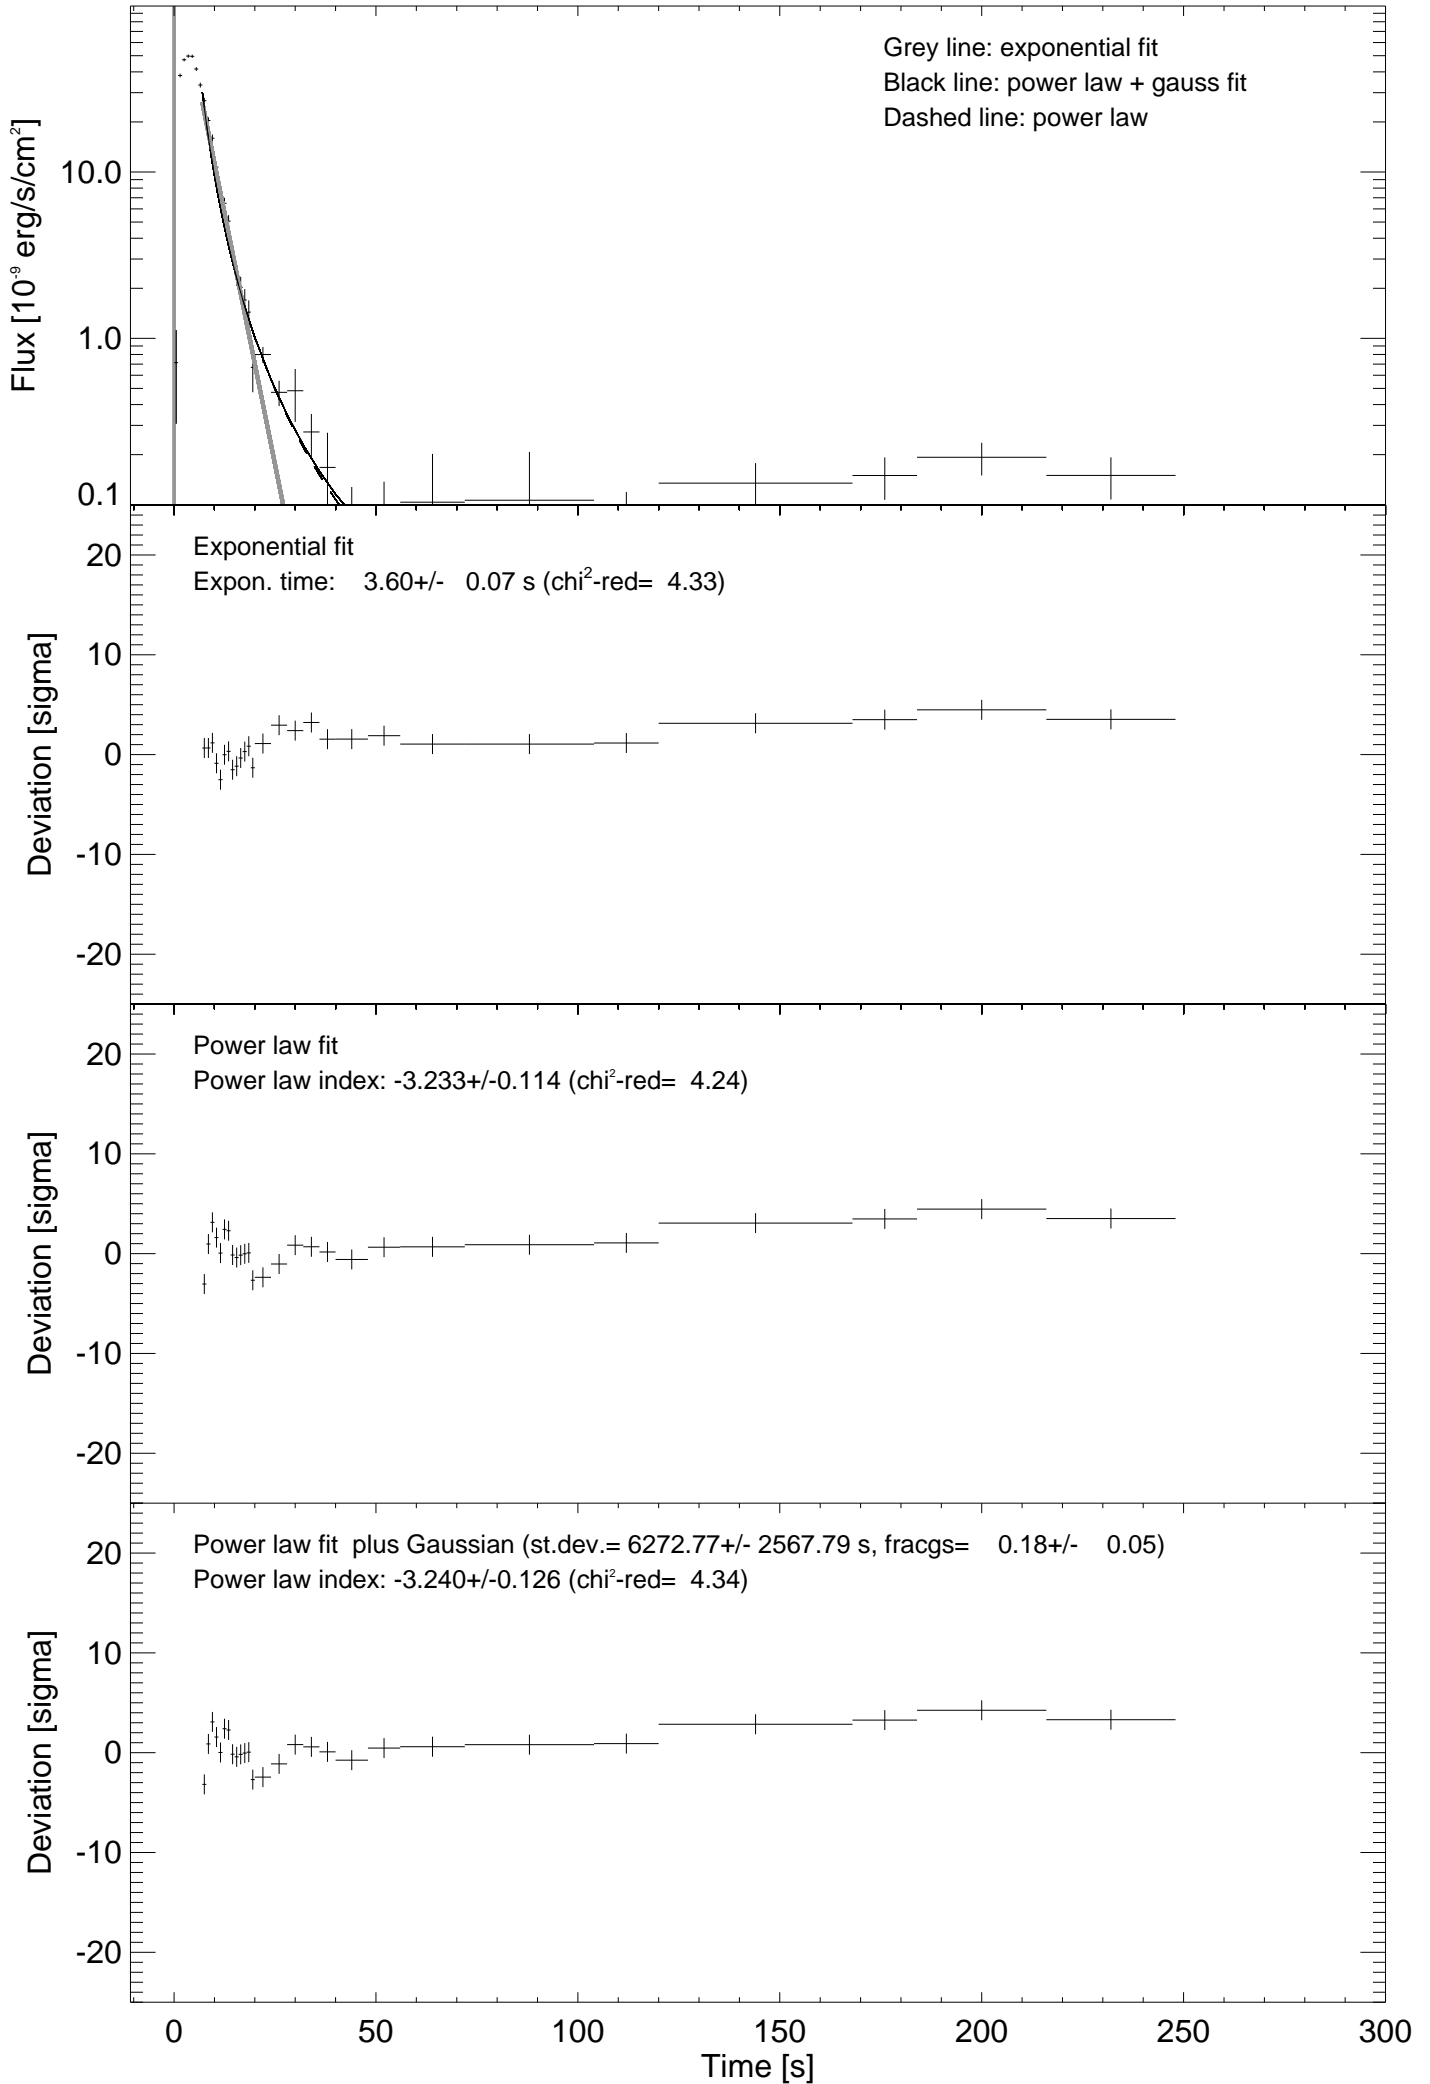 Grey line: exponential fit
Black line: power law + gauss fit
Dashed line: power law
10.0
1.0
0.1
Flux [10⁻⁹ erg/s/cm²]
Exponential fit
Expon. time: 3.60+/- 0.07 s (chi²-red= 4.33)
20
10
0
-10
-20
Deviation [sigma]
Power law fit
Power law index: -3.233+/-0.114 (chi²-red= 4.24)
20
10
0
-10
-20
Deviation [sigma]
Power law fit plus Gaussian (st.dev.= 6272.77+/- 2567.79 s, fracgs= 0.18+/- 0.05)
Power law index: -3.240+/-0.126 (chi²-red= 4.34)
20
10
0
-10
-20
Deviation [sigma]
0 50 100 150 200 250 300
Time [s]